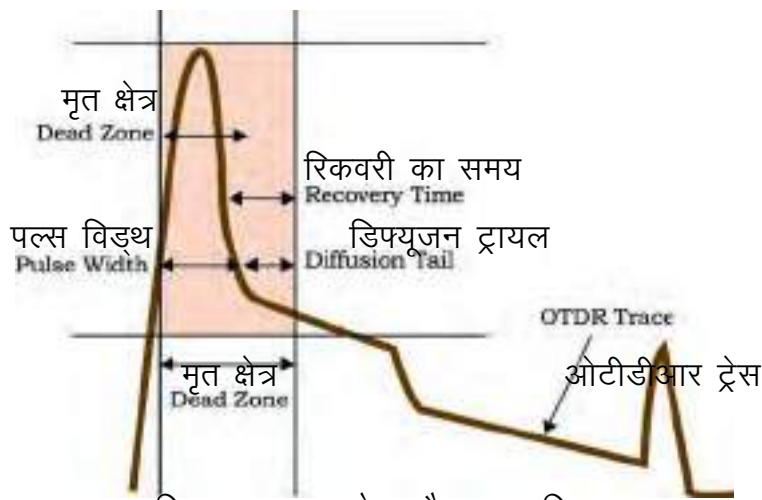 मृत क्षेत्र
Dead Zone
रिकवरी का समय
Recovery Time
पल्स विड्थ
Pulse Width
डिफ्यूजन ट्रायल
Diffusion Tail
OTDR Trace
ओटीडीआर ट्रेस
मृत क्षेत्र
Dead Zone